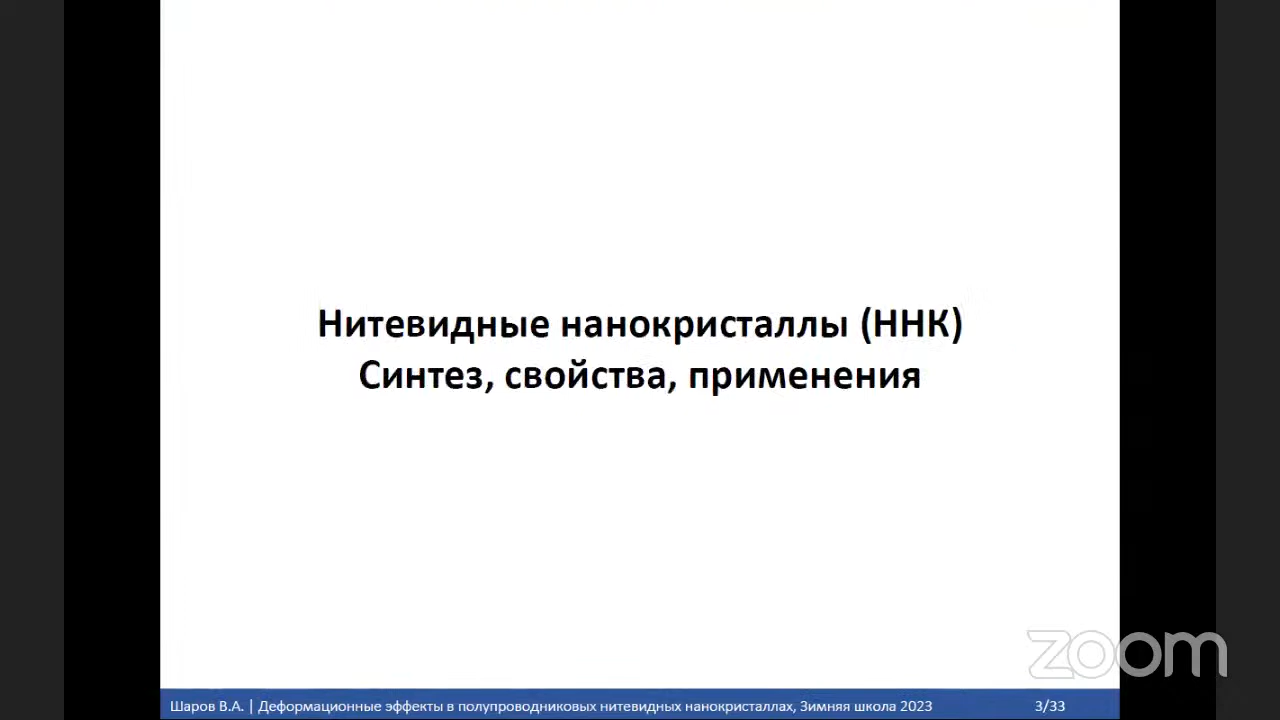 Нитевидные нанокристаллы (ННК)
Синтез, свойства, применения
zoom
Шаров В.А. | Деформационные эффекты в полупроводниковых нитевидных нанокристаллах, Зимняя школа 2023 3/33